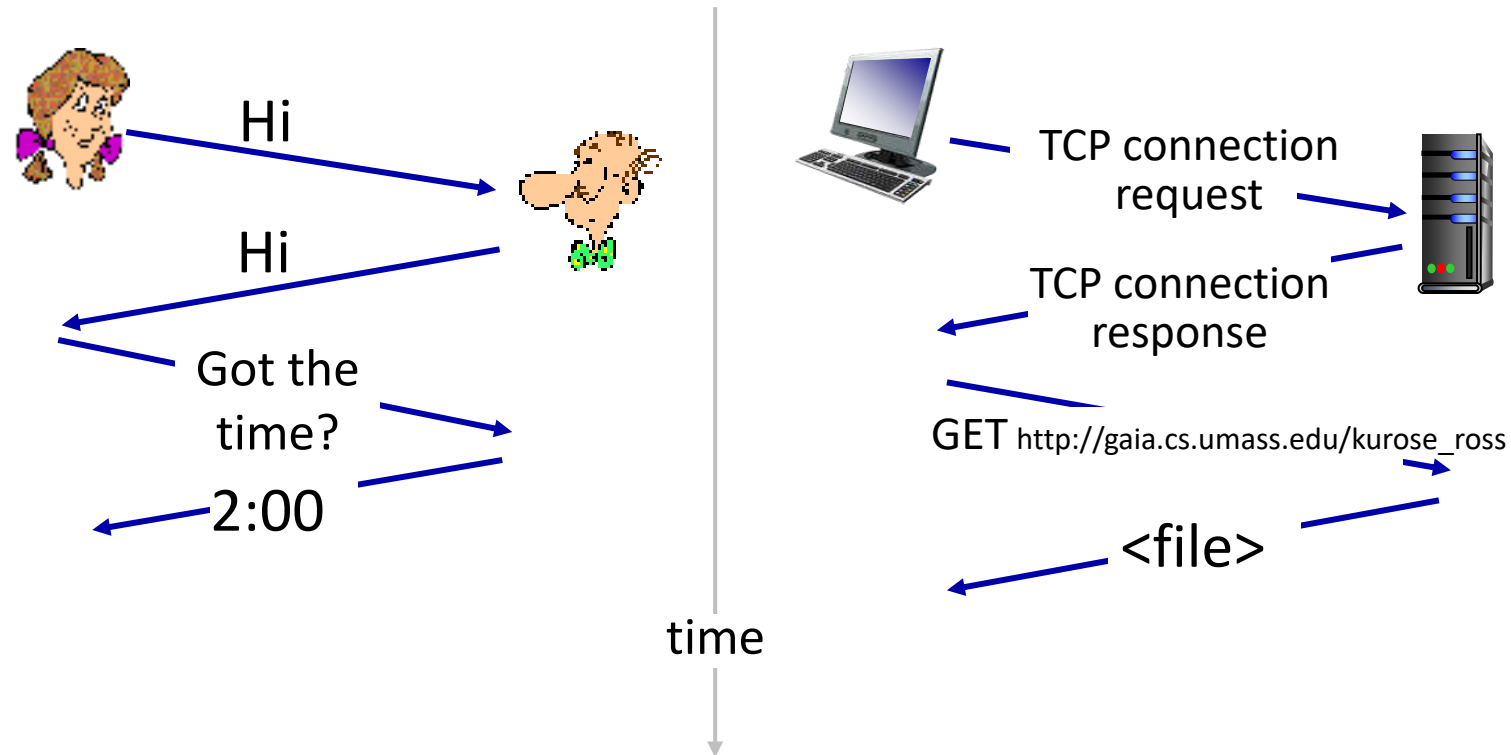 Hi
Hi
Got the
time?
2:00
TCP connection
request
TCP connection
response
GET http://gaia.cs.umass.edu/kurose_ross
<file>
time